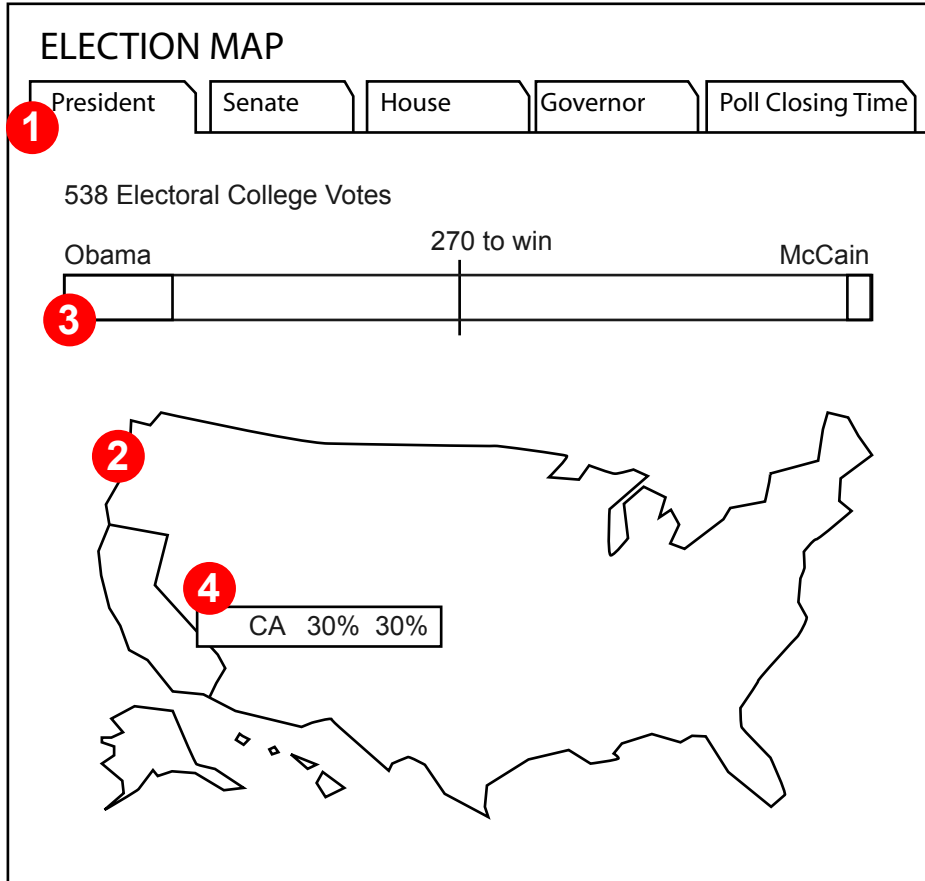 ELECTION MAP
President Senate House Governor Poll Closing Time
1
538 Electoral College Votes
270 to win
Obama McCain
3
2
4
CA 30% 30%